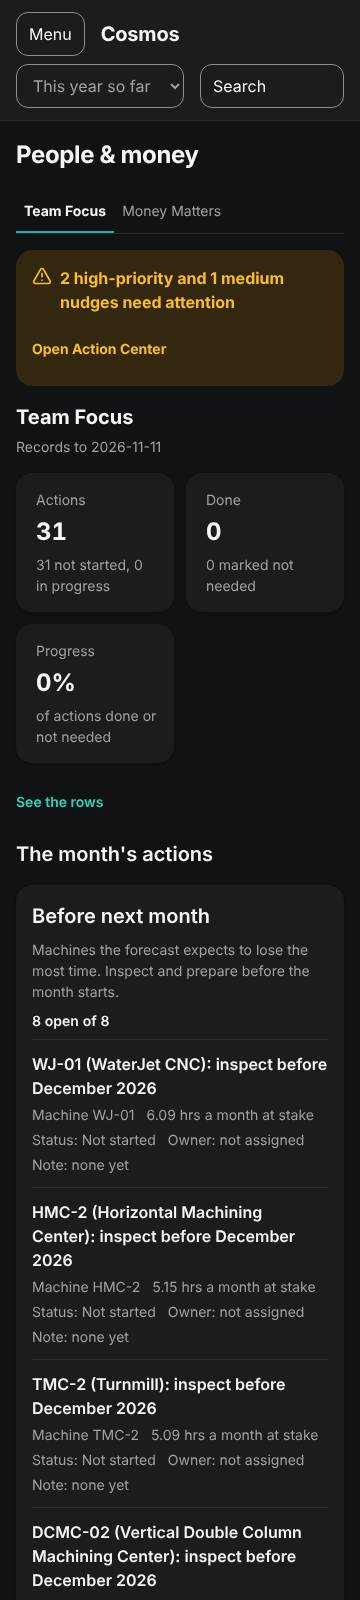 Menu
Cosmos
This year so far
Search
People & money
Team Focus
Money Matters
2 high-priority and 1 medium
nudges need attention
Open Action Center
Team Focus
Records to 2026-11-11
Actions
31
31 not started, 0
in progress
Done
0
0 marked not
needed
Progress
0%
of actions done or
not needed
See the rows
The month's actions
Before next month
Machines the forecast expects to lose the
most time. Inspect and prepare before the
month starts.
8 open of 8
WJ-01 (WaterJet CNC): inspect before
December 2026
Machine WJ-01 6.09 hrs a month at stake
Status: Not started Owner: not assigned
Note: none yet
HMC-2 (Horizontal Machining
Center): inspect before December
2026
Machine HMC-2 5.15 hrs a month at stake
Status: Not started Owner: not assigned
Note: none yet
TMC-2 (Turnmill): inspect before
December 2026
Machine TMC-2 5.09 hrs a month at stake
Status: Not started Owner: not assigned
Note: none yet
DCMC-02 (Vertical Double Column
Machining Center): inspect before
December 2026